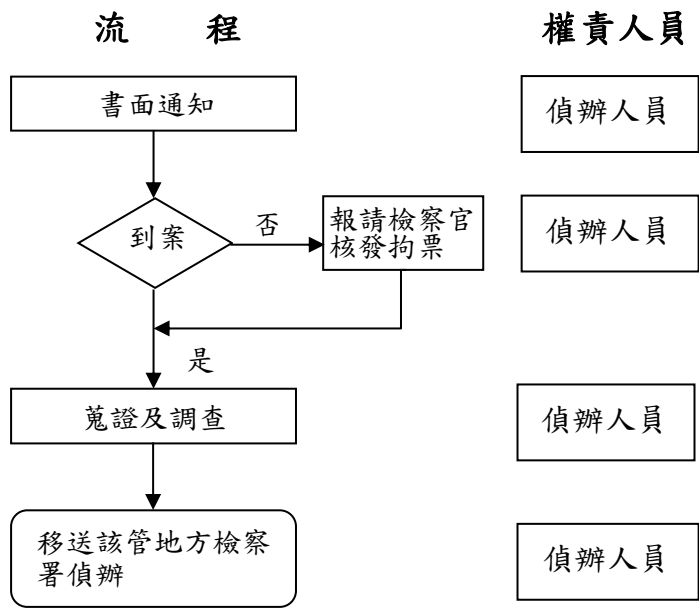 流 程 權責人員
書面通知 偵辦人員
到案 否 報請檢察官
核發拘票 偵辦人員
是
蒐證及調查 偵辦人員
移送該管地方檢察
署偵辦 偵辦人員